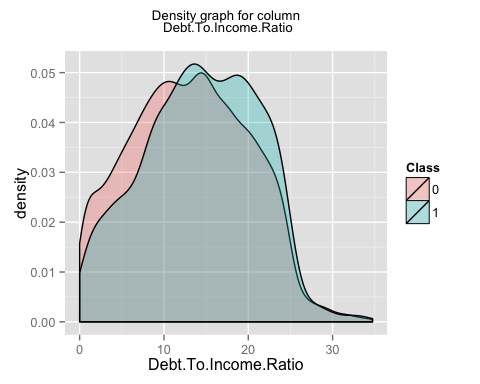 Density graph for column
Debt.To.Income.Ratio
0.05
0.04
0.03
0.02
0.01
0.00
density
0 10 20 30
Debt.To.Income.Ratio
Class
0
1